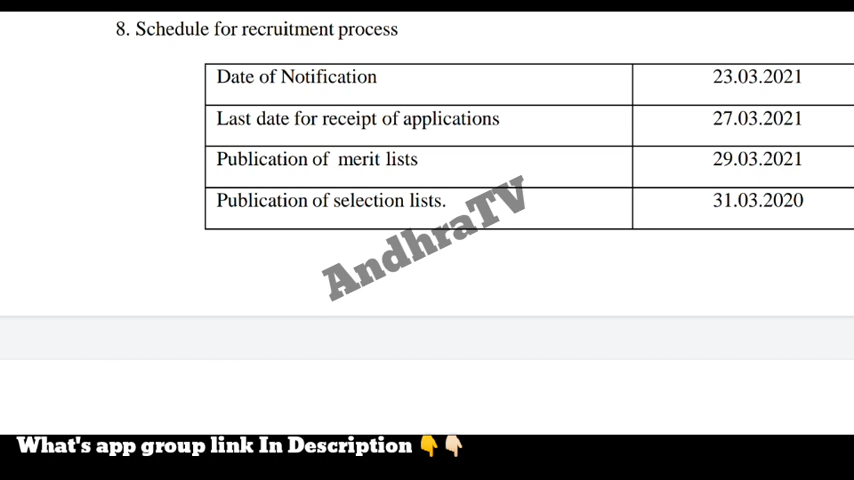 8. Schedule for recruitment process
Date of Notification 23.03.2021
Last date for receipt of applications 27.03.2021
Publication of merit lists 29.03.2021
Publication of selection lists. 31.03.2020
AndhraTV
What's app group link In Description 👇👇🏻